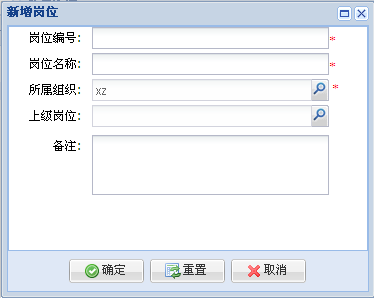 新增岗位
岗位编号: *
岗位名称: *
所属组织: xz *
上级岗位:
备注:
确定 重置 取消